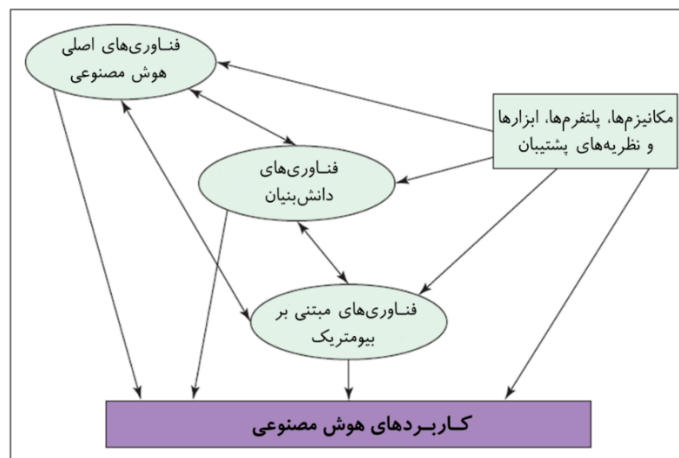 فناوری‌های اصلی
هوش مصنوعی
مکانیزم‌ها، پلتفرم‌ها، ابزارها
و نظریه‌های پشتیبان
فناوری‌های
دانش‌بنیان
فناوری‌های مبتنی بر
بیومتریک
کاربردهای هوش مصنوعی